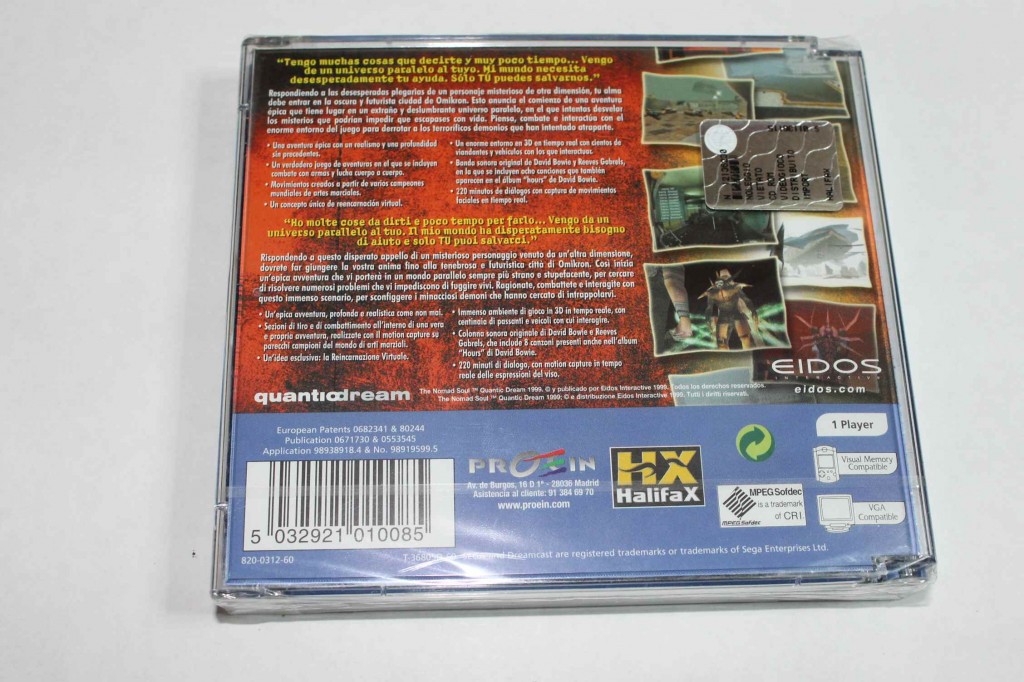 “Tengo muchas cosas que decirte y muy poco tiempo... Vengo
de un universo paralelo al tuyo. Mi mundo necesita
desesperadamente tu ayuda. Sólo TÚ puedes salvarnos.”
Respondiendo a las desesperadas plegarias de un personaje misterioso de otra dimensión, tu alma
debe entrar en la oscura y futurista ciudad de Omikron. Esto anuncia el comienzo de una aventura
épica que tiene lugar en un extraño y deslumbrante universo paralelo, en el que intentas desvelar
los misterios que podrían impedir que escapases con vida. Piensa, combate e interactúa con el
enorme entorno del juego para derrotar a los terroríficos demonios que han intentado atraparte.
• Una aventura épica con un realismo y una profundidad
sin precedentes.
• Un verdadero juego de aventuras en el que se incluyen
combate con armas y lucha cuerpo a cuerpo.
• Movimientos creados a partir de varios campeones
mundiales de artes marciales.
• Un concepto único de reencarnación virtual.
• Un enorme entorno en 3D en tiempo real con cientos de
viandantes y vehículos con los que interactuar.
• Banda sonora original de David Bowie y Reeves Gabrels,
en la que se incluyen ocho canciones que también
aparecen en el álbum “hours” de David Bowie.
• 220 minutos de diálogos con captura de movimientos
faciales en tiempo real.
“Ho molte cose da dirti e poco tempo per farlo... Vengo da un
universo parallelo al tuo. Il mio mondo ha disperatamente bisogno
di aiuto e solo TU puoi salvarci.”
Rispondendo a questo disperato appello di un misterioso personaggio venuto da un'altra dimensione,
dovrete far giungere la vostra anima fino alla tenebrosa e futuristica città di Omikron. Così inizia
un'epica avventura che vi porterà in un mondo parallelo sempre più strano e stupefacente, per cercare
di risolvere numerosi problemi che vi impediscono di fuggire vivi. Ragionate, combattete e interagite con
questo immenso scenario, per sconfiggere i minacciosi demoni che hanno cercato di intrappolarvi.
• Un'epica avventura, profonda e realistica come non mai.
• Sezioni di tiro e di combattimento all'interno di una vera
e propria avventura, realizzate con il motion capture su
parecchi campioni del mondo di arti marziali.
• Un'idea esclusiva: la Reincarnazione Virtuale.
• Immenso ambiente di gioco in 3D in tempo reale, con
centinaia di passanti e veicoli con cui interagire.
• Colonna sonora originale di David Bowie e Reeves
Gabrels, che include 8 canzoni presenti anche nell'album
“Hours” di David Bowie.
• 220 minuti di dialogo, con motion capture in tempo
reale delle espressioni del viso.
EIDOS
INTERACTIVE
eidos.com
quanticdream
The Nomad Soul ™ Quantic Dream 1999. © y publicado por Eidos Interactive 1999. Todos los derechos reservados.
The Nomad Soul ™ Quantic Dream 1999; © e distribuzione Eidos Interactive 1999. Tutti i diritti riservati.
European Patents 0682341 & 80244
Publication 0671730 & 0553545
Application 98938918.4 & No. 98919599.5
5 032921 010085
820-0312-60
PROEIN
Av. de Burgos, 16 D 1º - 28036 Madrid
Asistencia al cliente: 91 384 69 70
www.proein.com
HX
HalifaX
1 Player
Visual Memory
Compatible
MPEG Sofdec
is a trademark
of CRI
MPEG Sofdec
VGA
Compatible
and Dreamcast are registered trademarks or trademarks of Sega Enterprises Ltd.
NOLEGGIO
VIETATO
CD ROM
VIDEOGIOCO
DISTRIBUITO
HALIFAX